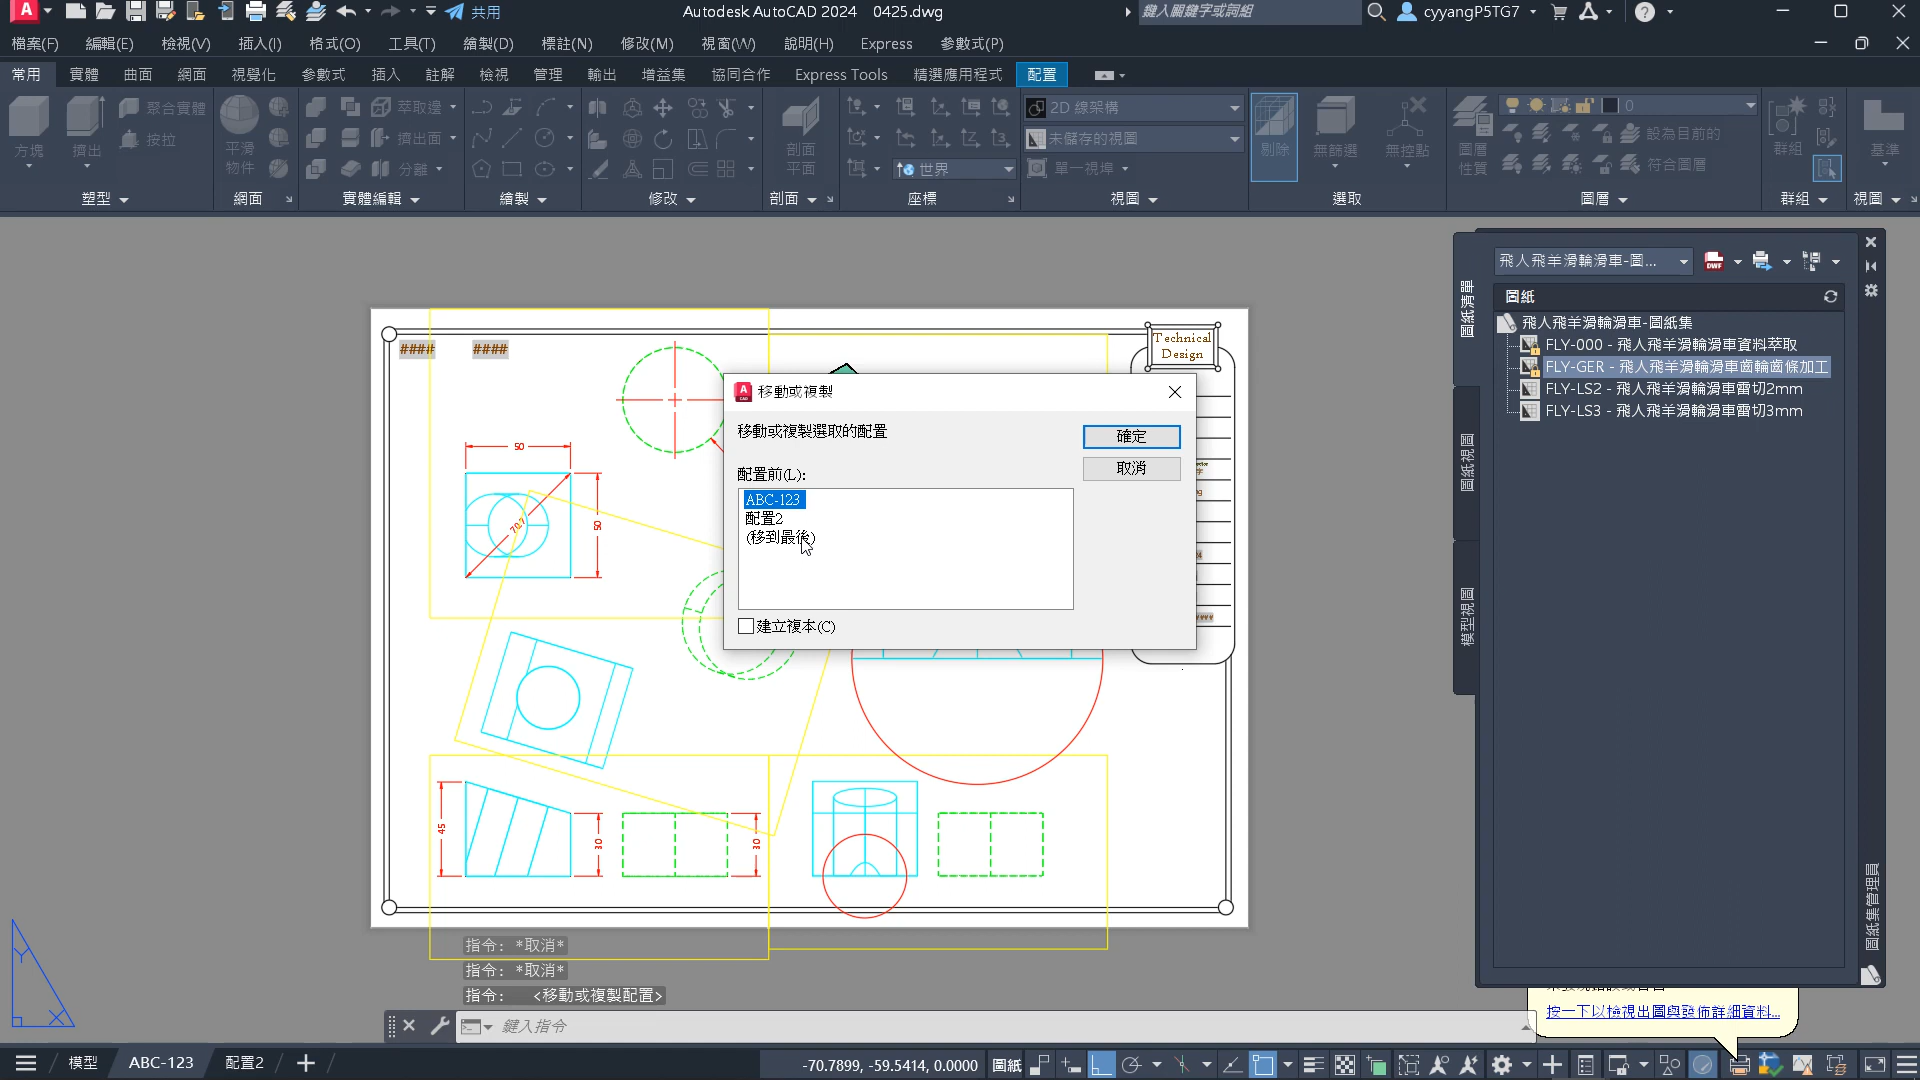 Autodesk AutoCAD 2024 0425.dwg
共用
鍵入關鍵字或詞組
cyyangP5TG7
檔案(F) 編輯(E) 檢視(V) 插入(I) 格式(O) 工具(T) 繪製(D) 標註(N) 修改(M) 視窗(W) 說明(H) Express 參數式(P)
常用 實體 曲面 網面 視覺化 參數式 插入 註解 檢視 管理 輸出 增益集 協同合作 Express Tools 精選應用程式 配置
方塊 擠出 聚合實體 按拉
平滑物件
萃取邊 擠出面 分離
剖面平面
世界
2D 線架構
未儲存的視圖
單一視埠
剔除 無篩選 無控點
圖層性質
0
設為目前的
符合圖層
群組 基準
塑型 網面 實體編輯 繪製 修改 剖面 座標 視圖 選取 圖層 群組 視圖
圖紙清單
圖紙視圖
模型視圖
飛人飛羊滑輪滑車-圖...
圖紙
飛人飛羊滑輪滑車-圖紙集
FLY-000 - 飛人飛羊滑輪滑車資料萃取
FLY-GER - 飛人飛羊滑輪滑車齒輪齒條加工
FLY-LS2 - 飛人飛羊滑輪滑車雷切2mm
FLY-LS3 - 飛人飛羊滑輪滑車雷切3mm
圖紙集管理員
#### ####
Technical
Design
50
50
70.7
45
30
30
移動或複製
移動或複製選取的配置
配置前(L):
ABC-123
配置2
(移到最後)
建立複本(C)
確定
取消
指令: *取消*
指令: *取消*
指令: <移動或複製配置>
鍵入指令
按一下以檢視出圖與發佈詳細資料...
Y
X
模型 ABC-123 配置2
-70.7899, -59.5414, 0.0000 圖紙